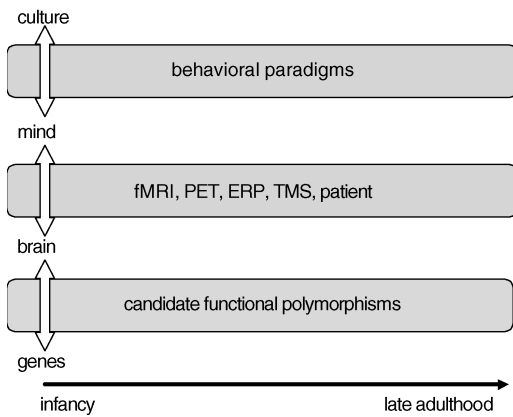 culture
behavioral paradigms
mind
fMRI, PET, ERP, TMS, patient
brain
candidate functional polymorphisms
genes
infancy late adulthood